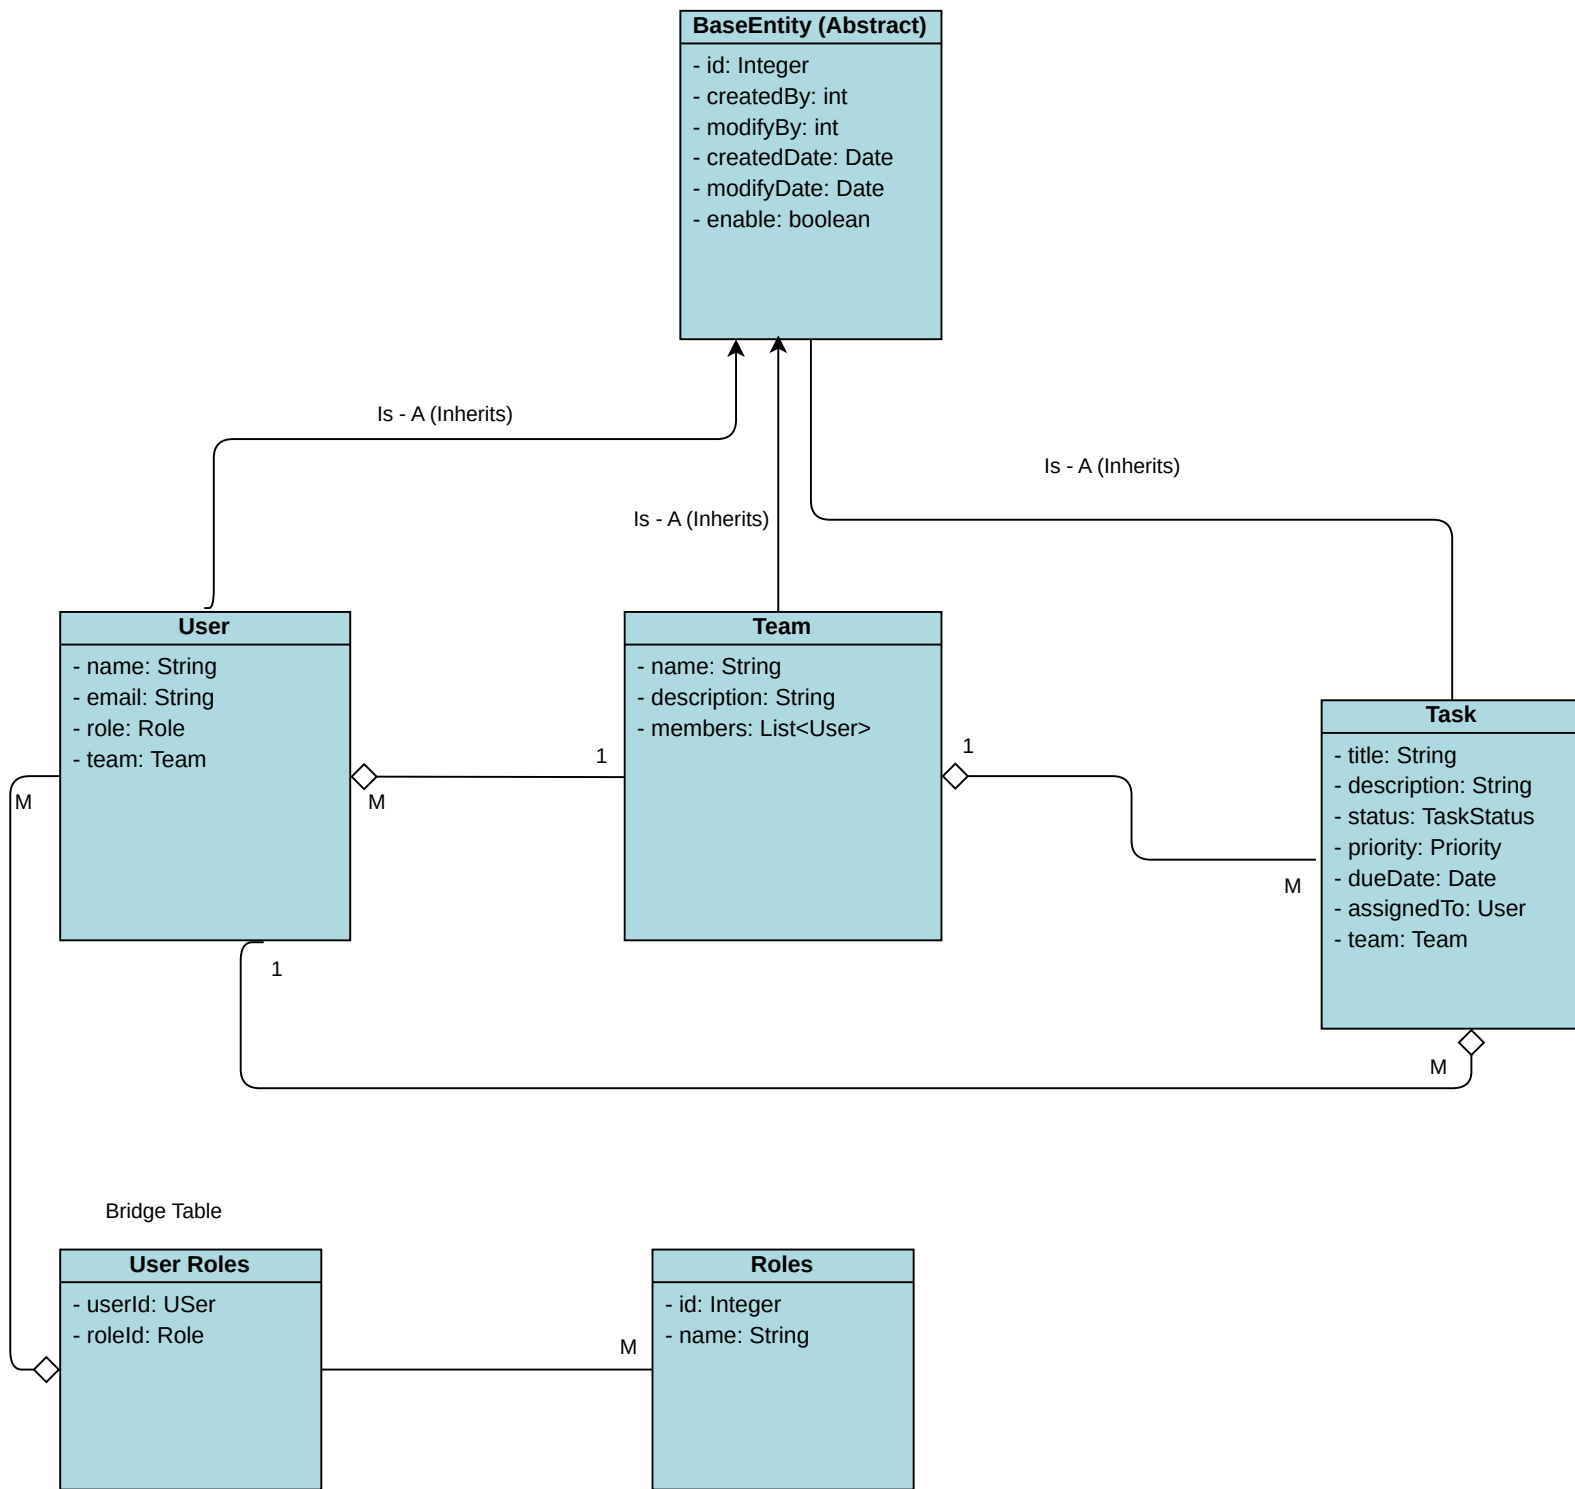 BaseEntity (Abstract)
- id: Integer
- createdBy: int
- modifyBy: int
- createdDate: Date
- modifyDate: Date
- enable: boolean
Is - A (Inherits)
Is - A (Inherits)
Is - A (Inherits)
User
- name: String
- email: String
- role: Role
- team: Team
M
M
1
Team
- name: String
- description: String
- members: List<User>
1
M
Task
- title: String
- description: String
- status: TaskStatus
- priority: Priority
- dueDate: Date
- assignedTo: User
- team: Team
1
M
Bridge Table
User Roles
- userId: USer
- roleId: Role
M
Roles
- id: Integer
- name: String